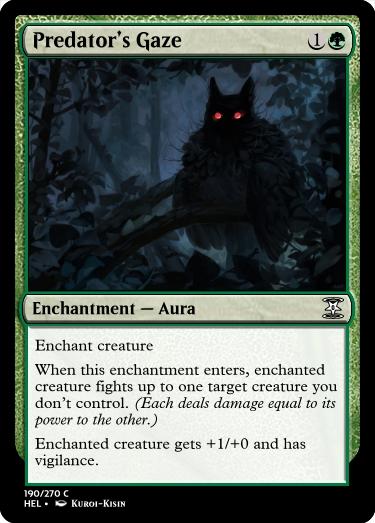 Predator's Gaze 1
Enchantment — Aura
Enchant creature
When this enchantment enters, enchanted
creature fights up to one target creature you
don't control. (Each deals damage equal to its
power to the other.)
Enchanted creature gets +1/+0 and has
vigilance.
190/270 C
HEL • Kuroi-Kisin